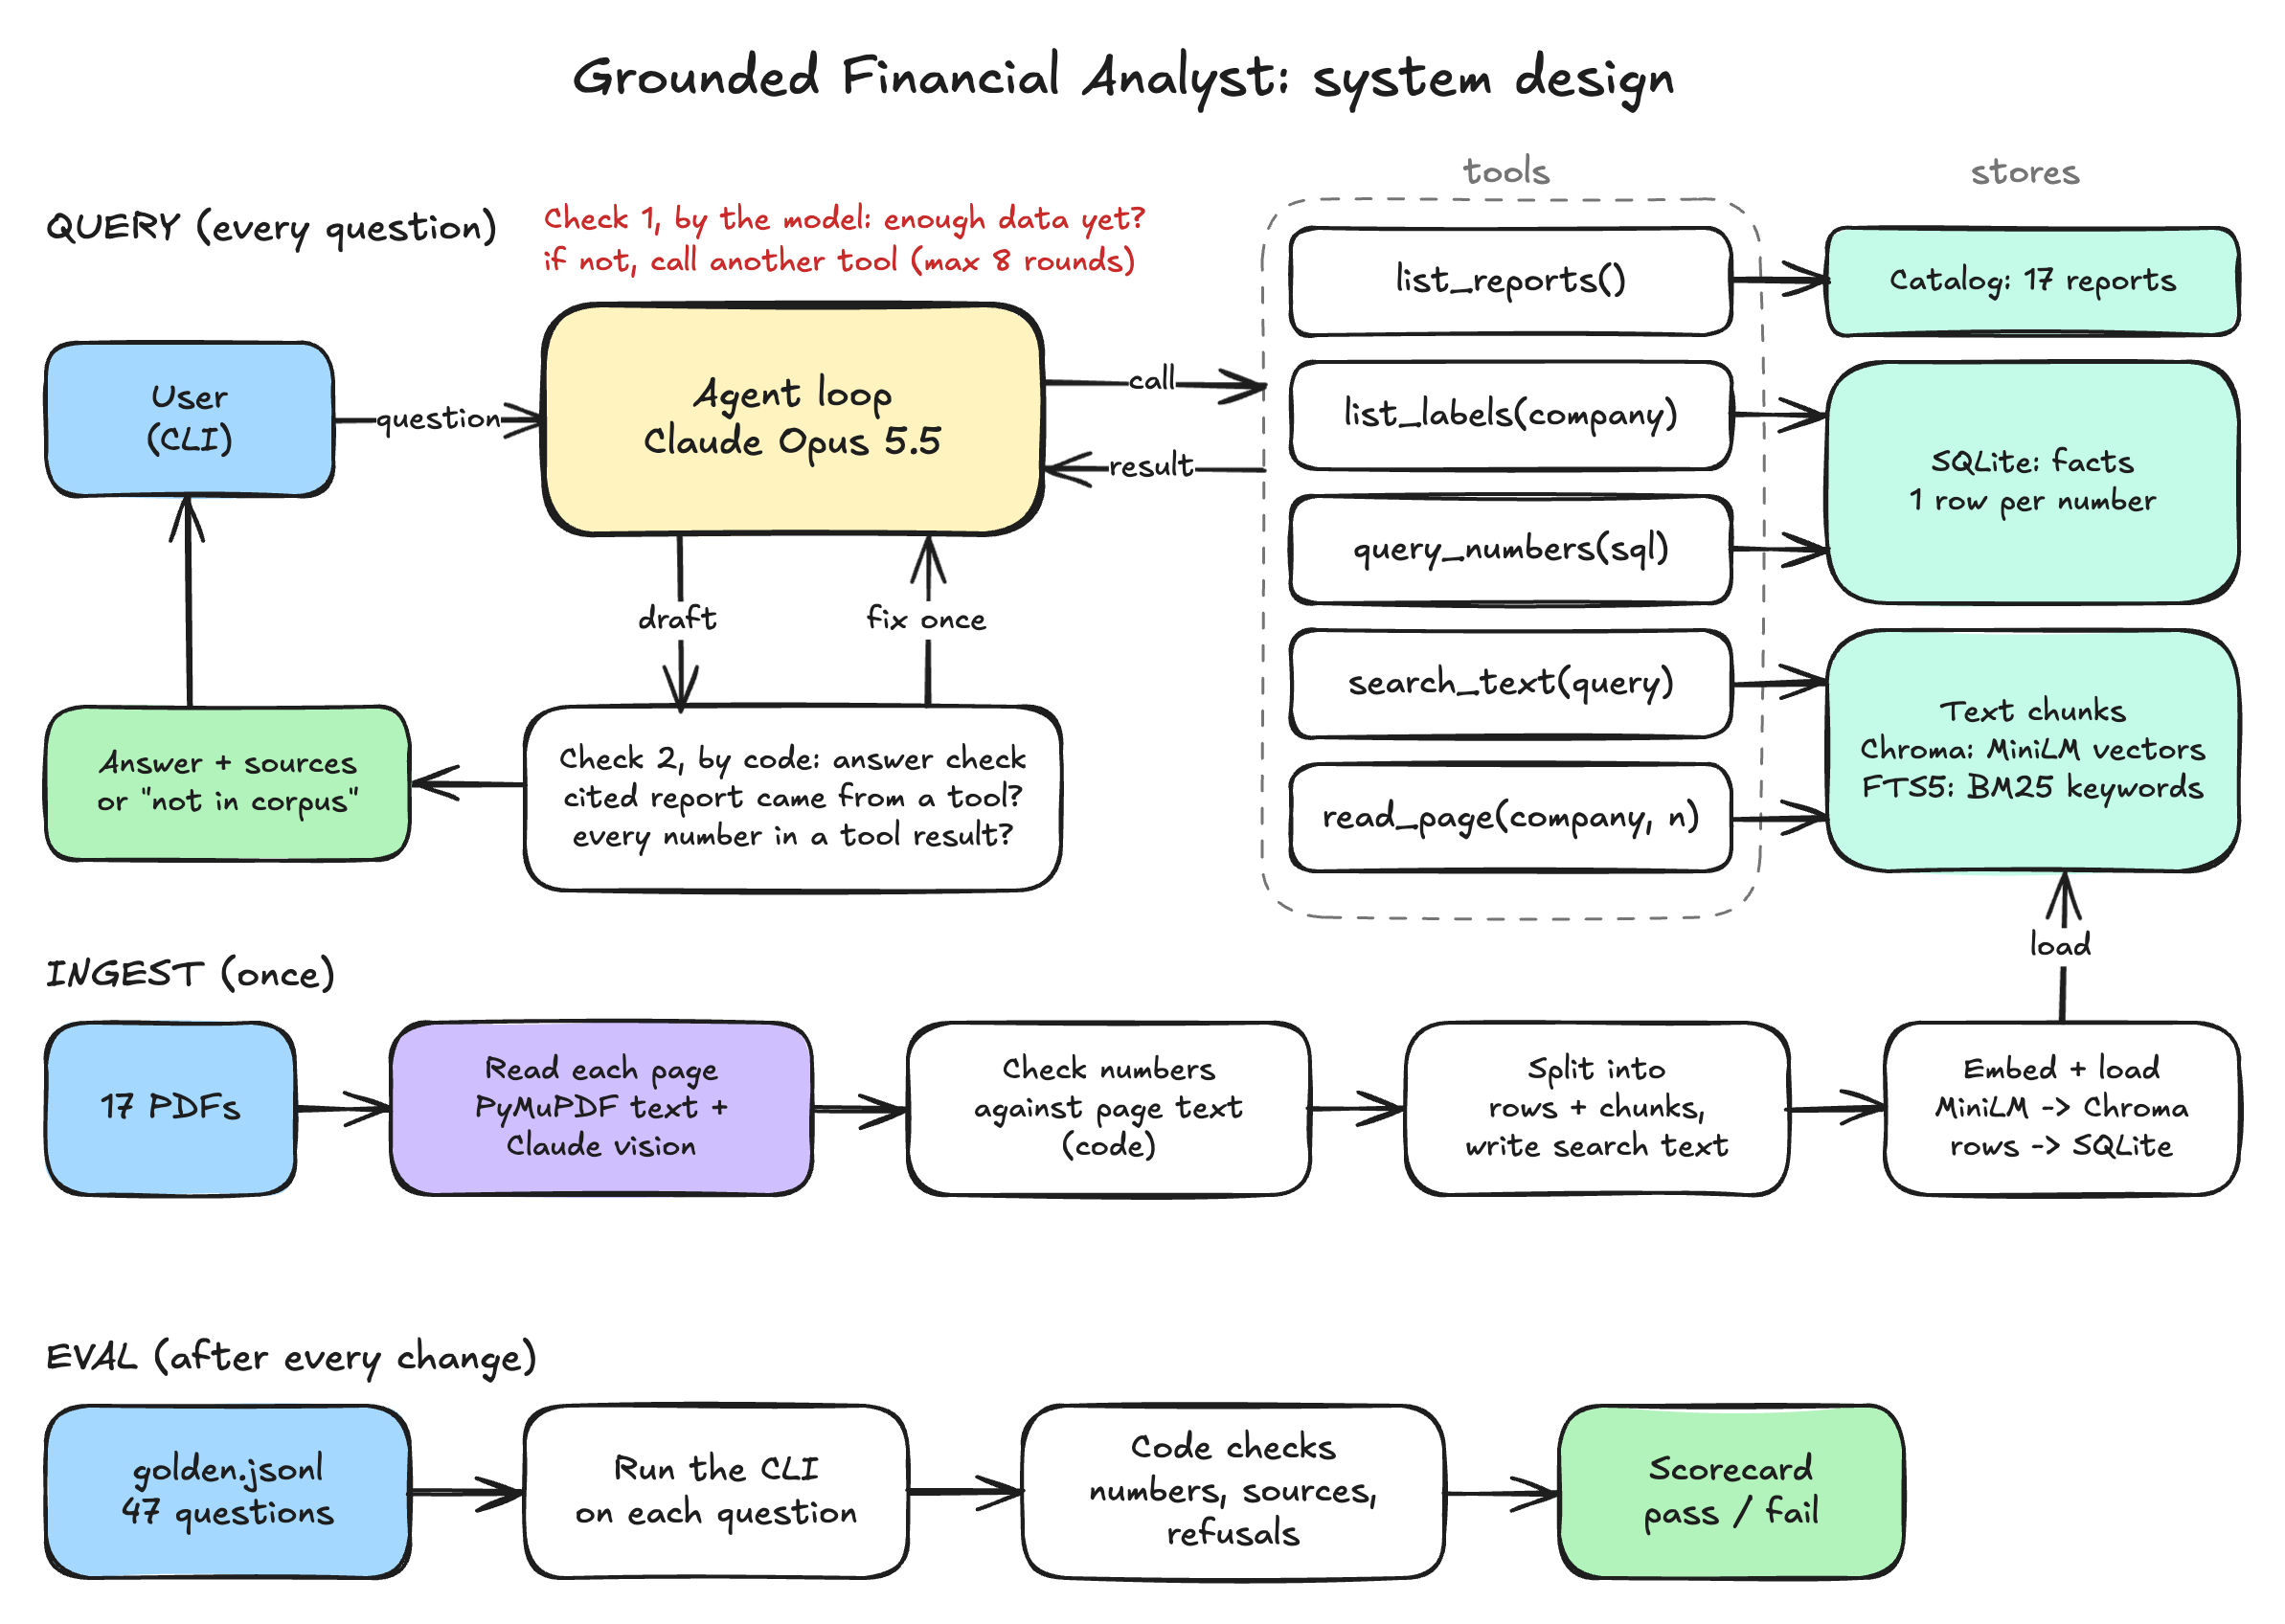 Grounded Financial Analyst: system design
QUERY (every question)
Check 1, by the model: enough data yet?
if not, call another tool (max 8 rounds)
tools
stores
User
(CLI)
question
Agent loop
Claude Opus 5.5
call
result
list_reports()
list_labels(company)
query_numbers(sql)
search_text(query)
read_page(company, n)
Catalog: 17 reports
SQLite: facts
1 row per number
Text chunks
Chroma: MiniLM vectors
FTS5: BM25 keywords
draft
fix once
Answer + sources
or "not in corpus"
Check 2, by code: answer check
cited report came from a tool?
every number in a tool result?
load
INGEST (once)
17 PDFs
Read each page
PyMuPDF text +
Claude vision
Check numbers
against page text
(code)
Split into
rows + chunks,
write search text
Embed + load
MiniLM -> Chroma
rows -> SQLite
EVAL (after every change)
golden.jsonl
47 questions
Run the CLI
on each question
Code checks
numbers, sources,
refusals
Scorecard
pass / fail